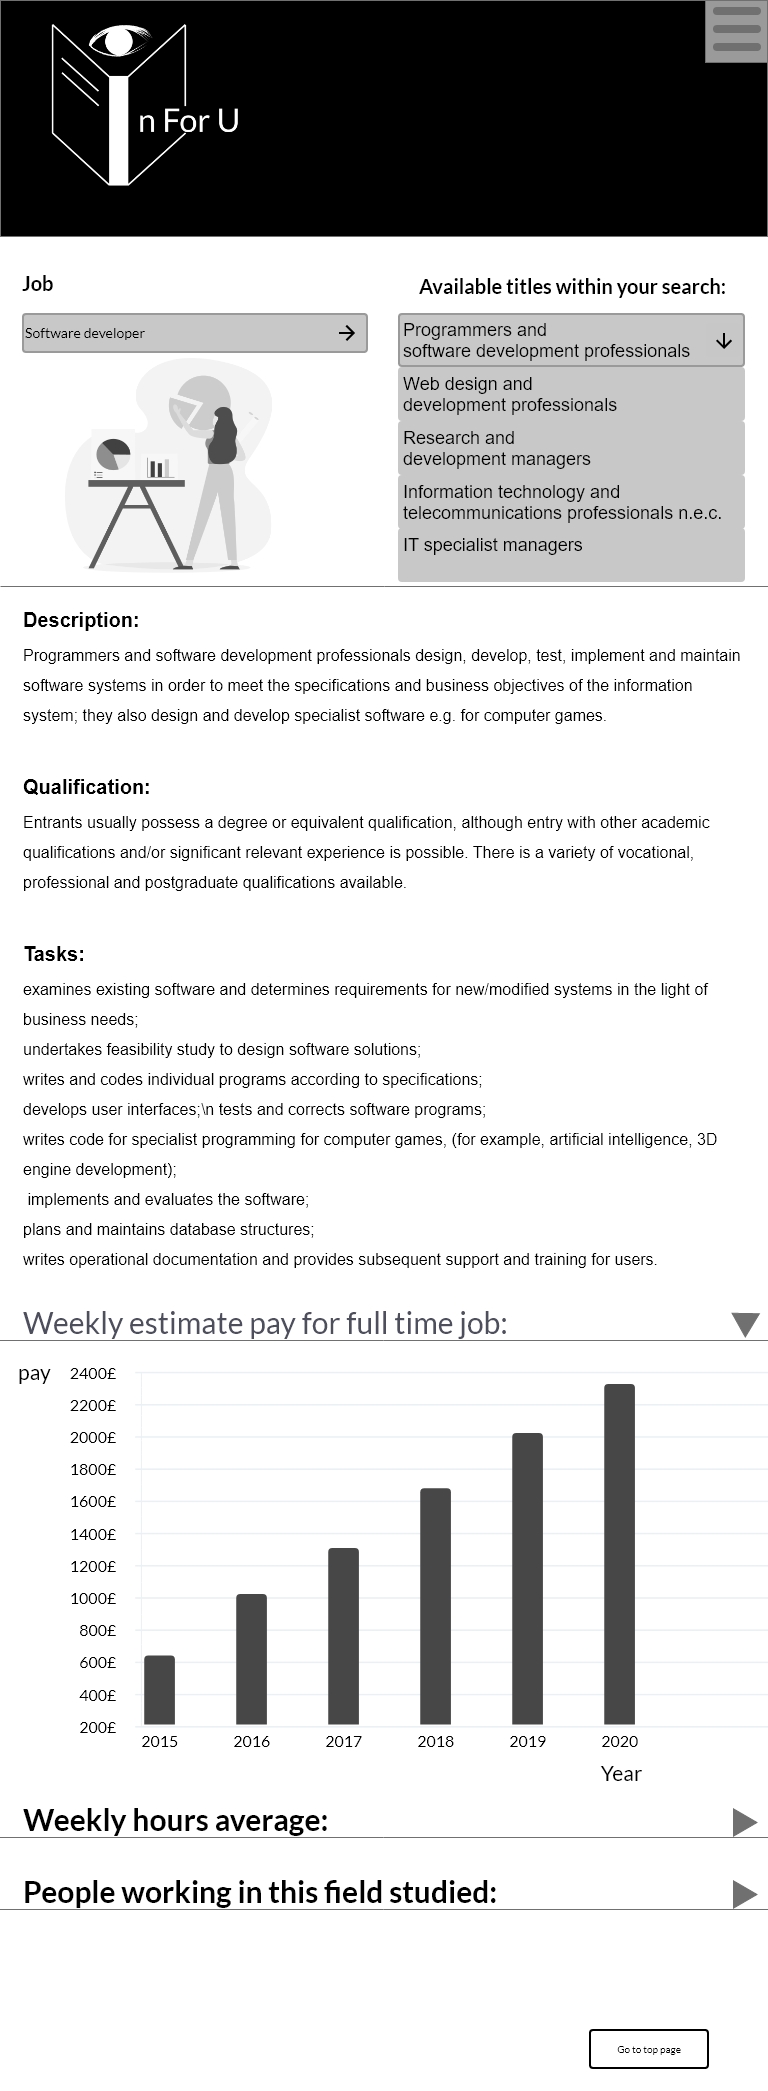 n For U
Job
Software developer
Available titles within your search:
Programmers and
software development professionals
Web design and
development professionals
Research and
development managers
Information technology and
telecommunications professionals n.e.c.
IT specialist managers
Description:
Programmers and software development professionals design, develop, test, implement and maintain
software systems in order to meet the specifications and business objectives of the information
system; they also design and develop specialist software e.g. for computer games.
Qualification:
Entrants usually possess a degree or equivalent qualification, although entry with other academic
qualifications and/or significant relevant experience is possible. There is a variety of vocational,
professional and postgraduate qualifications available.
Tasks:
examines existing software and determines requirements for new/modified systems in the light of
business needs;
undertakes feasibility study to design software solutions;
writes and codes individual programs according to specifications;
develops user interfaces;\n tests and corrects software programs;
writes code for specialist programming for computer games, (for example, artificial intelligence, 3D
engine development);
implements and evaluates the software;
plans and maintains database structures;
writes operational documentation and provides subsequent support and training for users.
Weekly estimate pay for full time job:
pay
2400£
2200£
2000£
1800£
1600£
1400£
1200£
1000£
800£
600£
400£
200£
2015 2016 2017 2018 2019 2020
Year
Weekly hours average:
People working in this field studied:
Go to top page